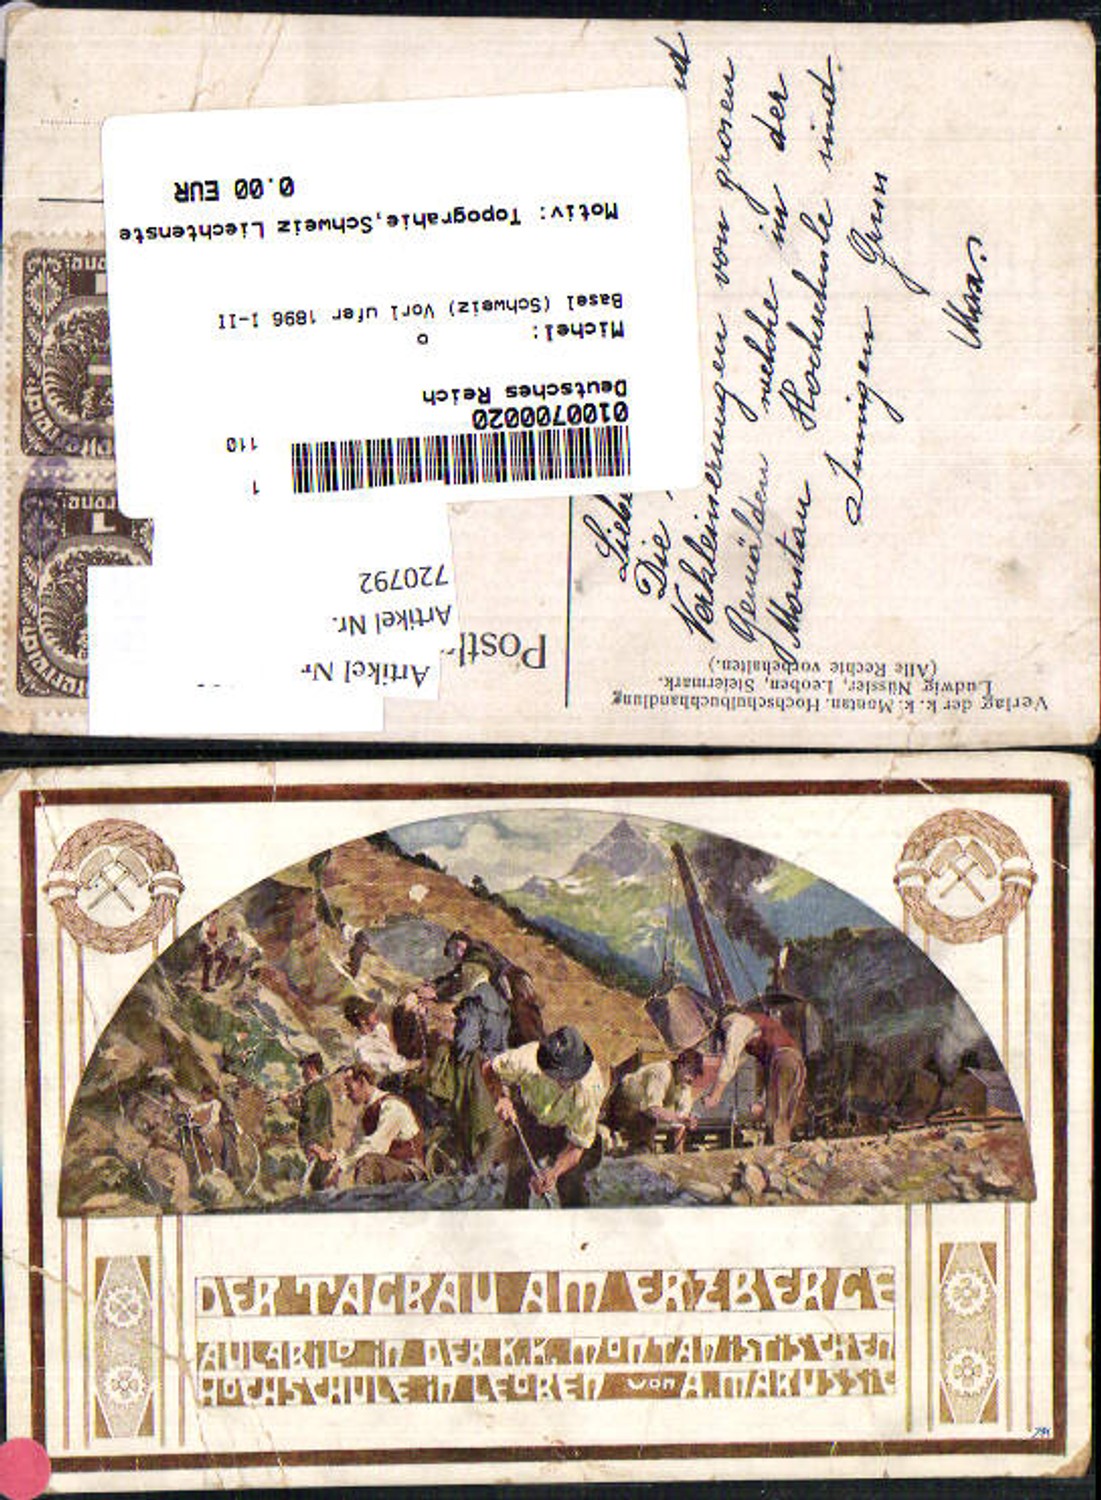 0.00 EUR
Motiv: Topograhie,Schweiz Liechtenste
Basel (Schweiz) Vorl ufer 1896 I-II
Michel: o
Deutsches Reich
0100700020
110
1
720792
Artikel Nr.
Artikel Nr
Post
Verlag der k. k. Montan. Hochschulbuchhandlung
Ludwig Nüssler, Leoben, Steiermark.
(Alle Rechte vorbehalten.)
Die
Verkleinerungen von grosen
Gemälden welche in der
Montan Hochschule sind.
Innigen Gruss
Max.
DER TAGBAU AM ERZBERGE
AULABILD IN DER K.K. MONTANISTISCHEN
HOCHSCHULE IN LEOBEN VON A. MARUSSIG